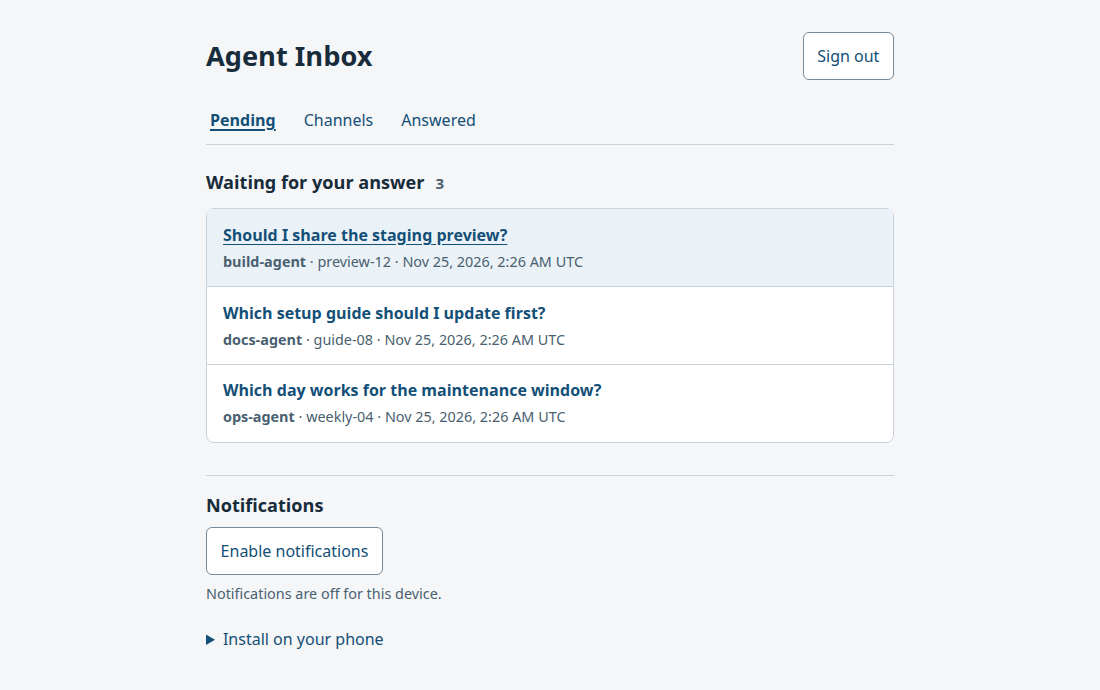 Agent Inbox
Sign out
Pending
Channels
Answered
Waiting for your answer 3
Should I share the staging preview?
build-agent · preview-12 · Nov 25, 2026, 2:26 AM UTC
Which setup guide should I update first?
docs-agent · guide-08 · Nov 25, 2026, 2:26 AM UTC
Which day works for the maintenance window?
ops-agent · weekly-04 · Nov 25, 2026, 2:26 AM UTC
Notifications
Enable notifications
Notifications are off for this device.
Install on your phone